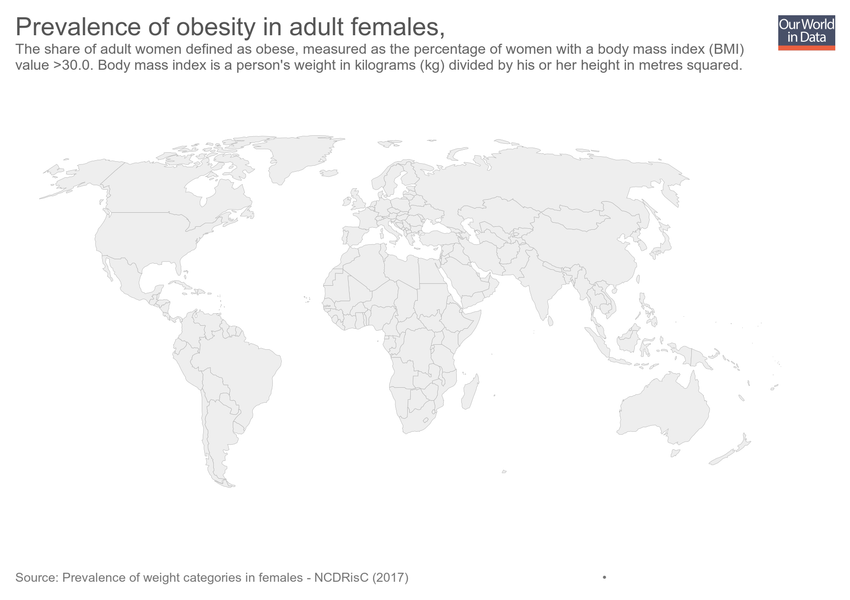 Prevalence of obesity in adult females,
Our World
in Data
The share of adult women defined as obese, measured as the percentage of women with a body mass index (BMI)
value >30.0. Body mass index is a person's weight in kilograms (kg) divided by his or her height in metres squared.
Source: Prevalence of weight categories in females - NCDRisC (2017)
•